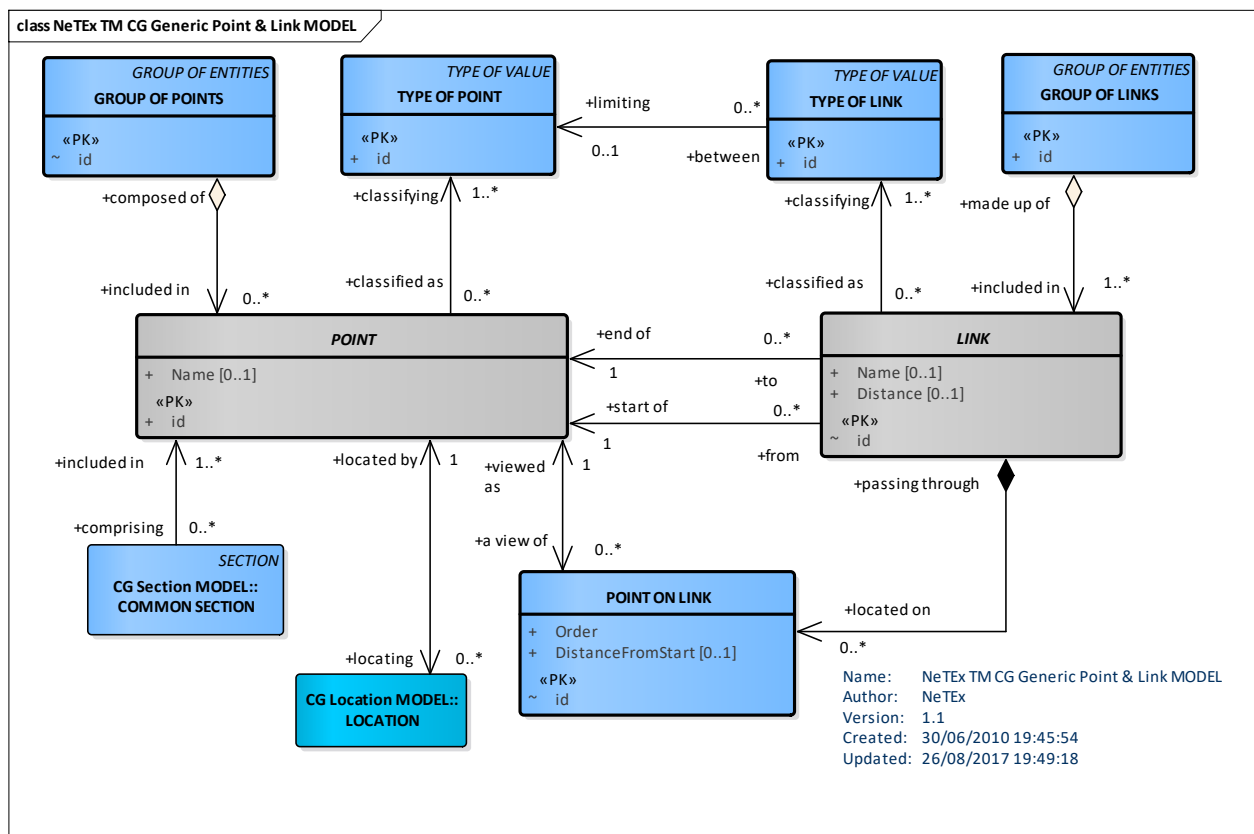 class NeTEx TM CG Generic Point & Link MODEL
GROUP OF ENTITIES
GROUP OF POINTS
«PK»
~ id
TYPE OF VALUE
TYPE OF POINT
«PK»
+ id
TYPE OF VALUE
TYPE OF LINK
«PK»
+ id
GROUP OF ENTITIES
GROUP OF LINKS
«PK»
+ id
+limiting
0..*
0..1
+between
+composed of
+classifying
1..*
+classifying
1..*
+made up of
+included in
0..*
+classified as
0..*
+classified as
0..*
+included in
1..*
POINT
+ Name [0..1]
«PK»
+ id
+end of
0..*
1
+to
+start of
0..*
1
+from
LINK
+ Name [0..1]
+ Distance [0..1]
«PK»
~ id
+included in
1..*
+located by
1
+viewed
as
1
+passing through
+comprising
0..*
+a view of
0..*
SECTION
CG Section MODEL::
COMMON SECTION
POINT ON LINK
+ Order
+ DistanceFromStart [0..1]
«PK»
~ id
+located on
0..*
+locating
0..*
CG Location MODEL::
LOCATION
Name: NeTEx TM CG Generic Point & Link MODEL
Author: NeTEx
Version: 1.1
Created: 30/06/2010 19:45:54
Updated: 26/08/2017 19:49:18